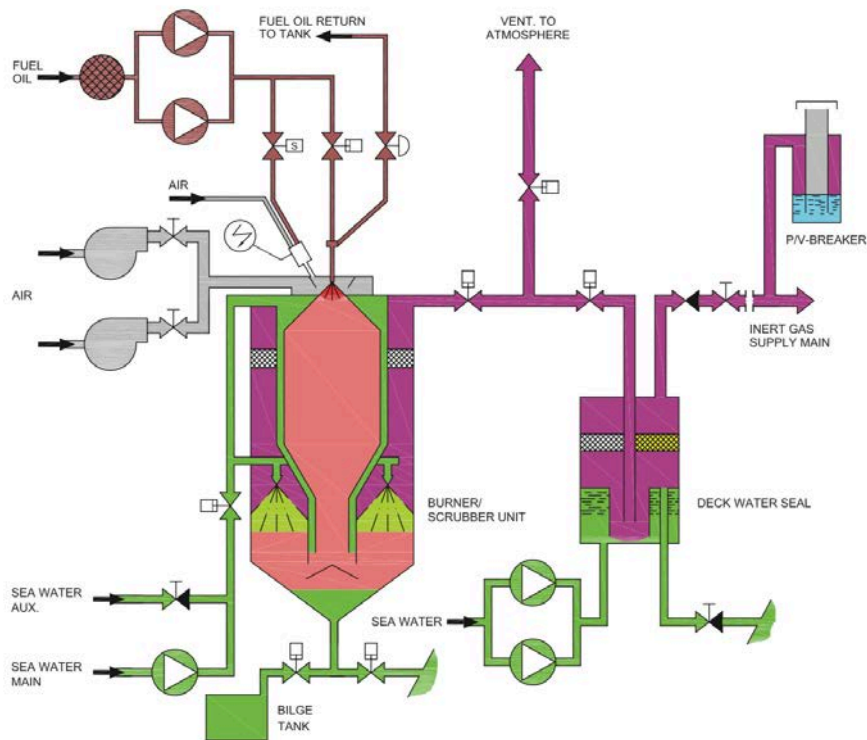 FUEL OIL RETURN
TO TANK
VENT. TO
ATMOSPHERE
FUEL
OIL
S
AIR
P/V-BREAKER
AIR
INERT GAS
SUPPLY MAIN
BURNER/
SCRUBBER UNIT
DECK WATER SEAL
SEA WATER
AUX.
SEA WATER
SEA WATER
MAIN
BILGE
TANK